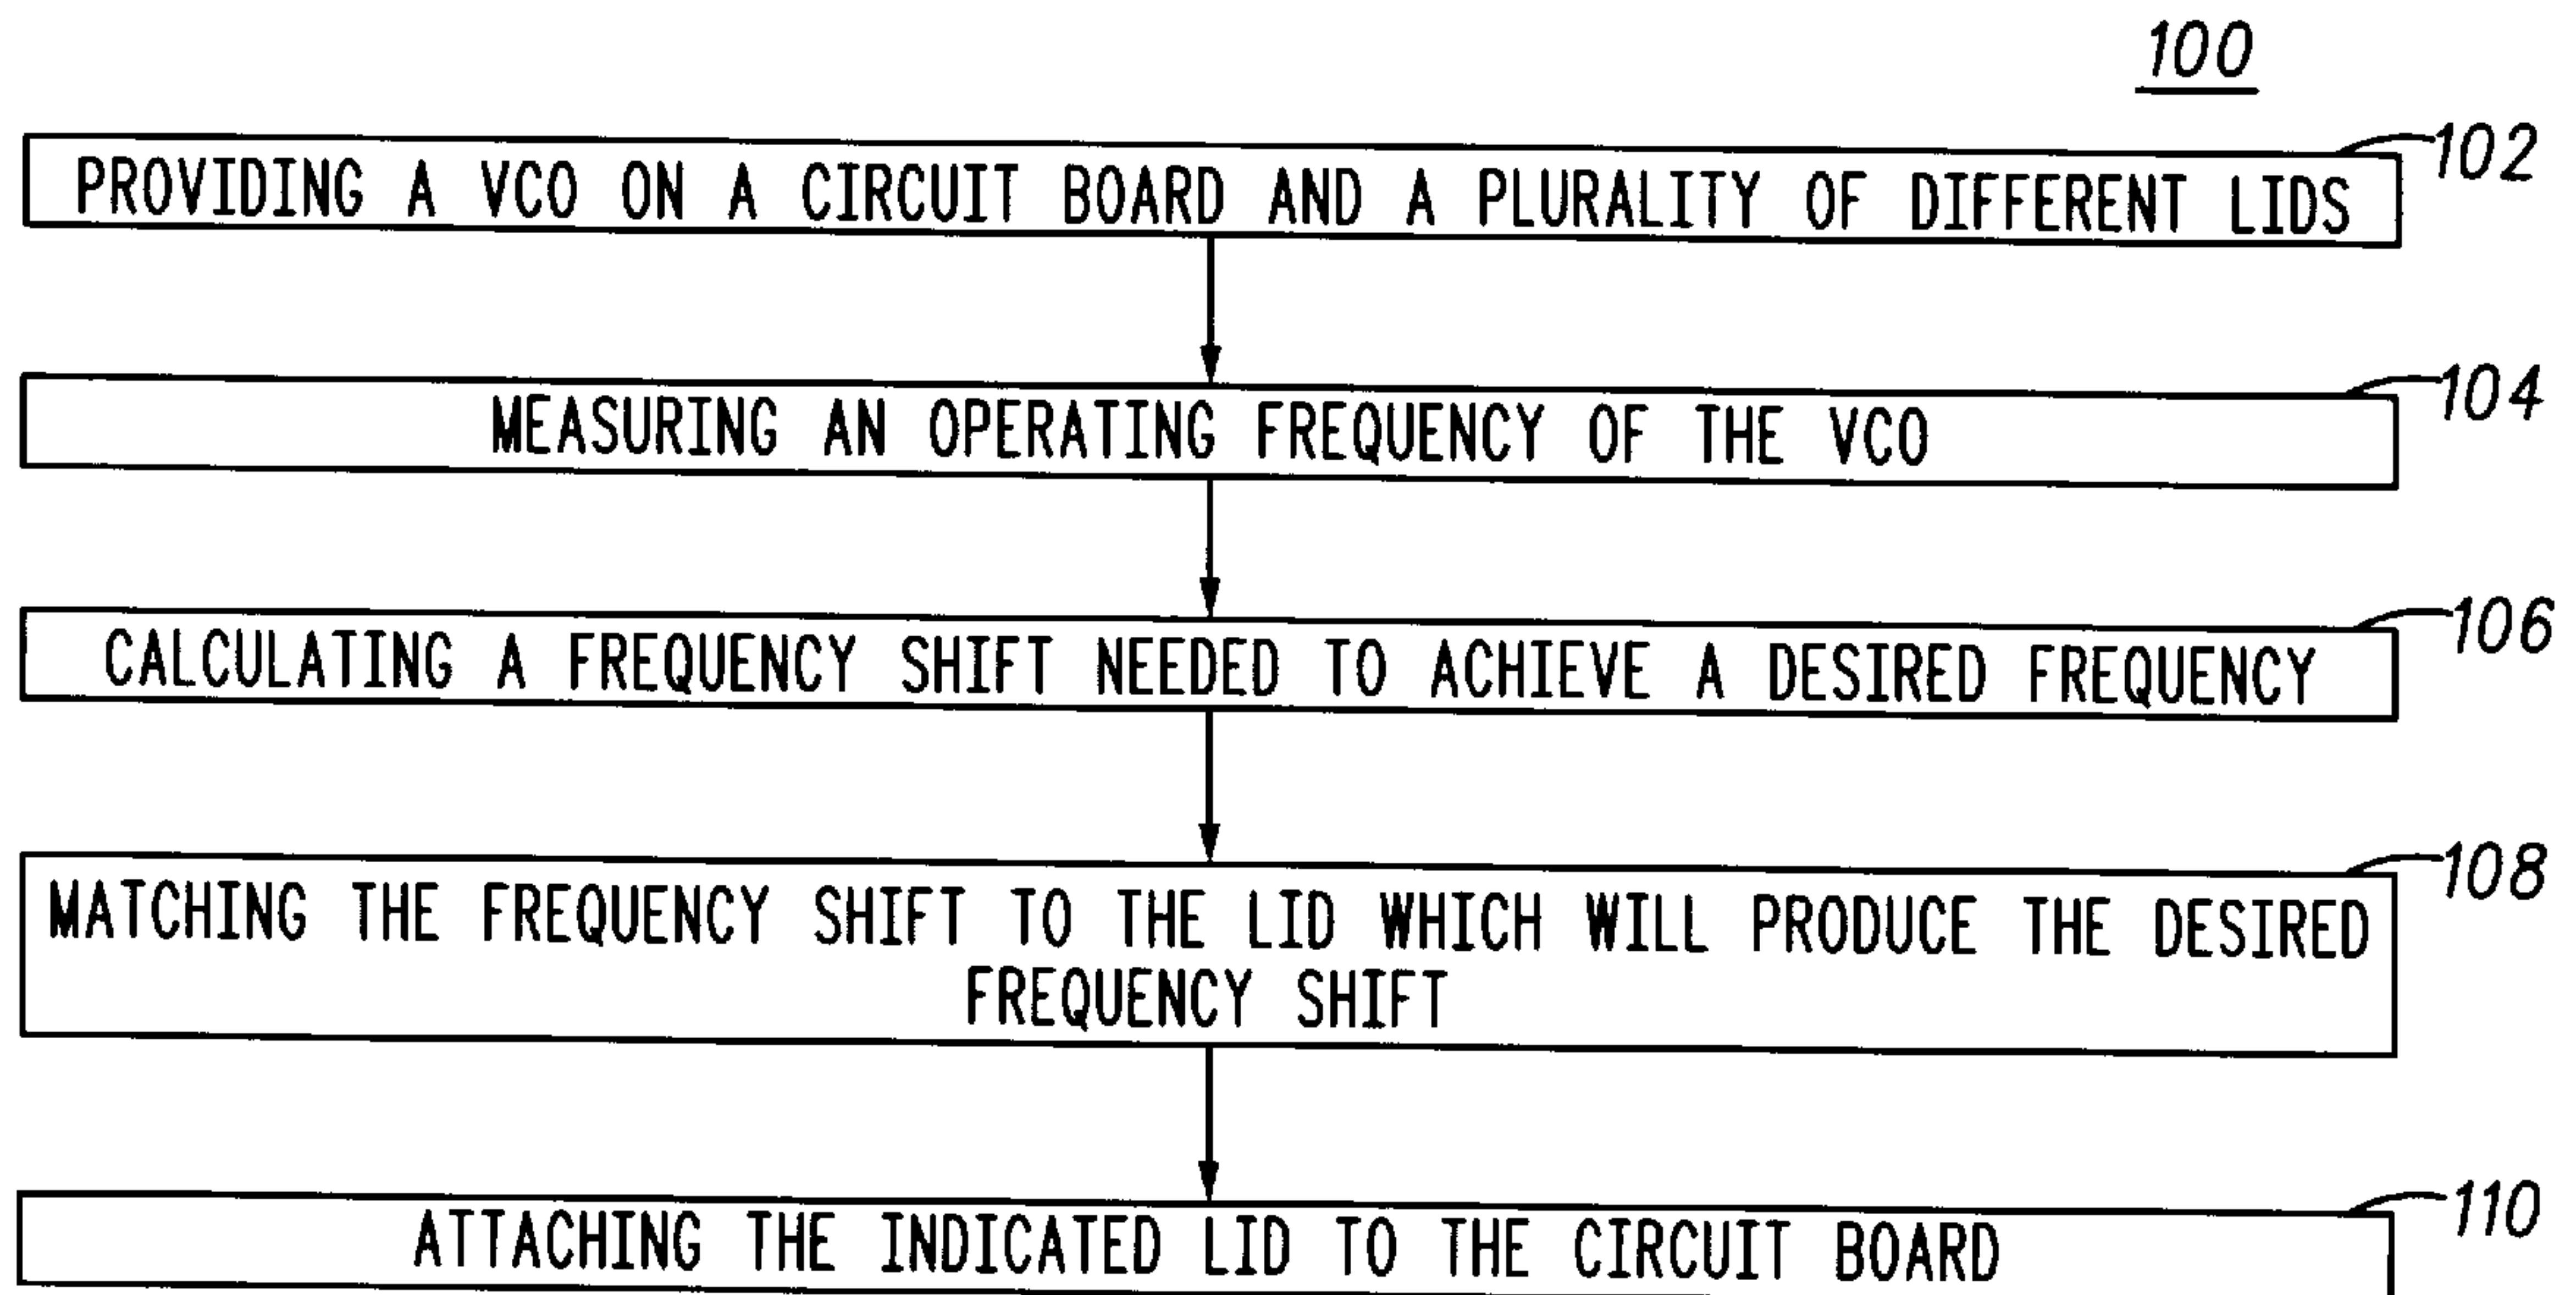 100
102
PROVIDING A VCO ON A CIRCUIT BOARD AND A PLURALITY OF DIFFERENT LIDS
104
MEASURING AN OPERATING FREQUENCY OF THE VCO
106
CALCULATING A FREQUENCY SHIFT NEEDED TO ACHIEVE A DESIRED FREQUENCY
108
MATCHING THE FREQUENCY SHIFT TO THE LID WHICH WILL PRODUCE THE DESIRED
FREQUENCY SHIFT
110
ATTACHING THE INDICATED LID TO THE CIRCUIT BOARD